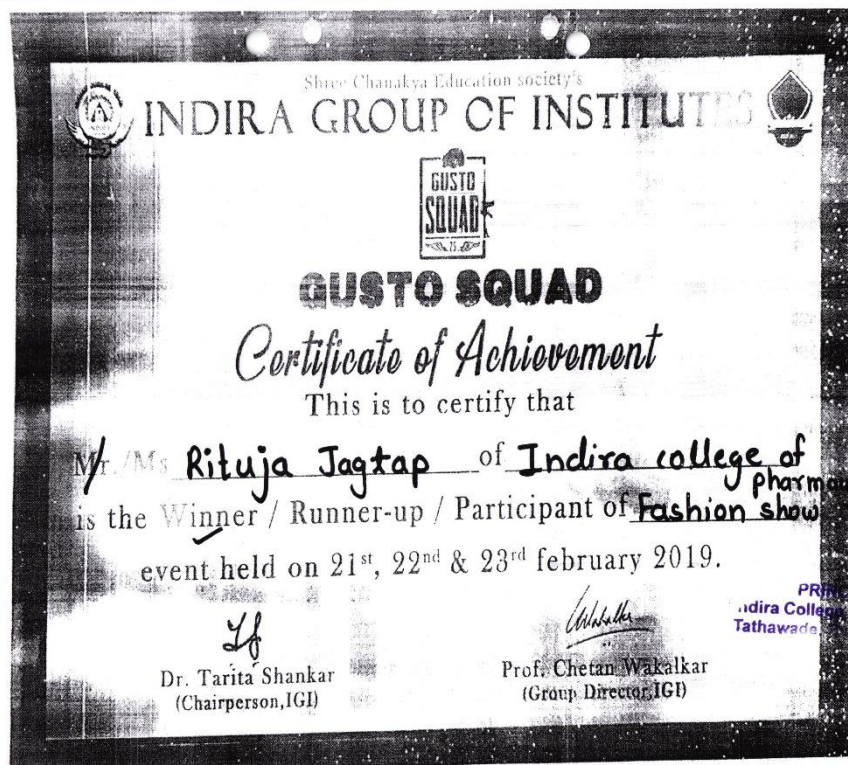 Shree Chanakya Education society's
INDIRA GROUP OF INSTITUTES
GUSTO
SQUAD
25
GUSTO SQUAD
Certificate of Achievement
This is to certify that
Mr./Ms Rituja Jagtap of Indira college of
is the Winner / Runner-up / Participant of Fashion show
event held on 21st, 22nd & 23rd february 2019.
Indira College
Tathawade
Dr. Tarita Shankar
(Chairperson,IGI)
Prof. Chetan Wakalkar
(Group Director,IGI)